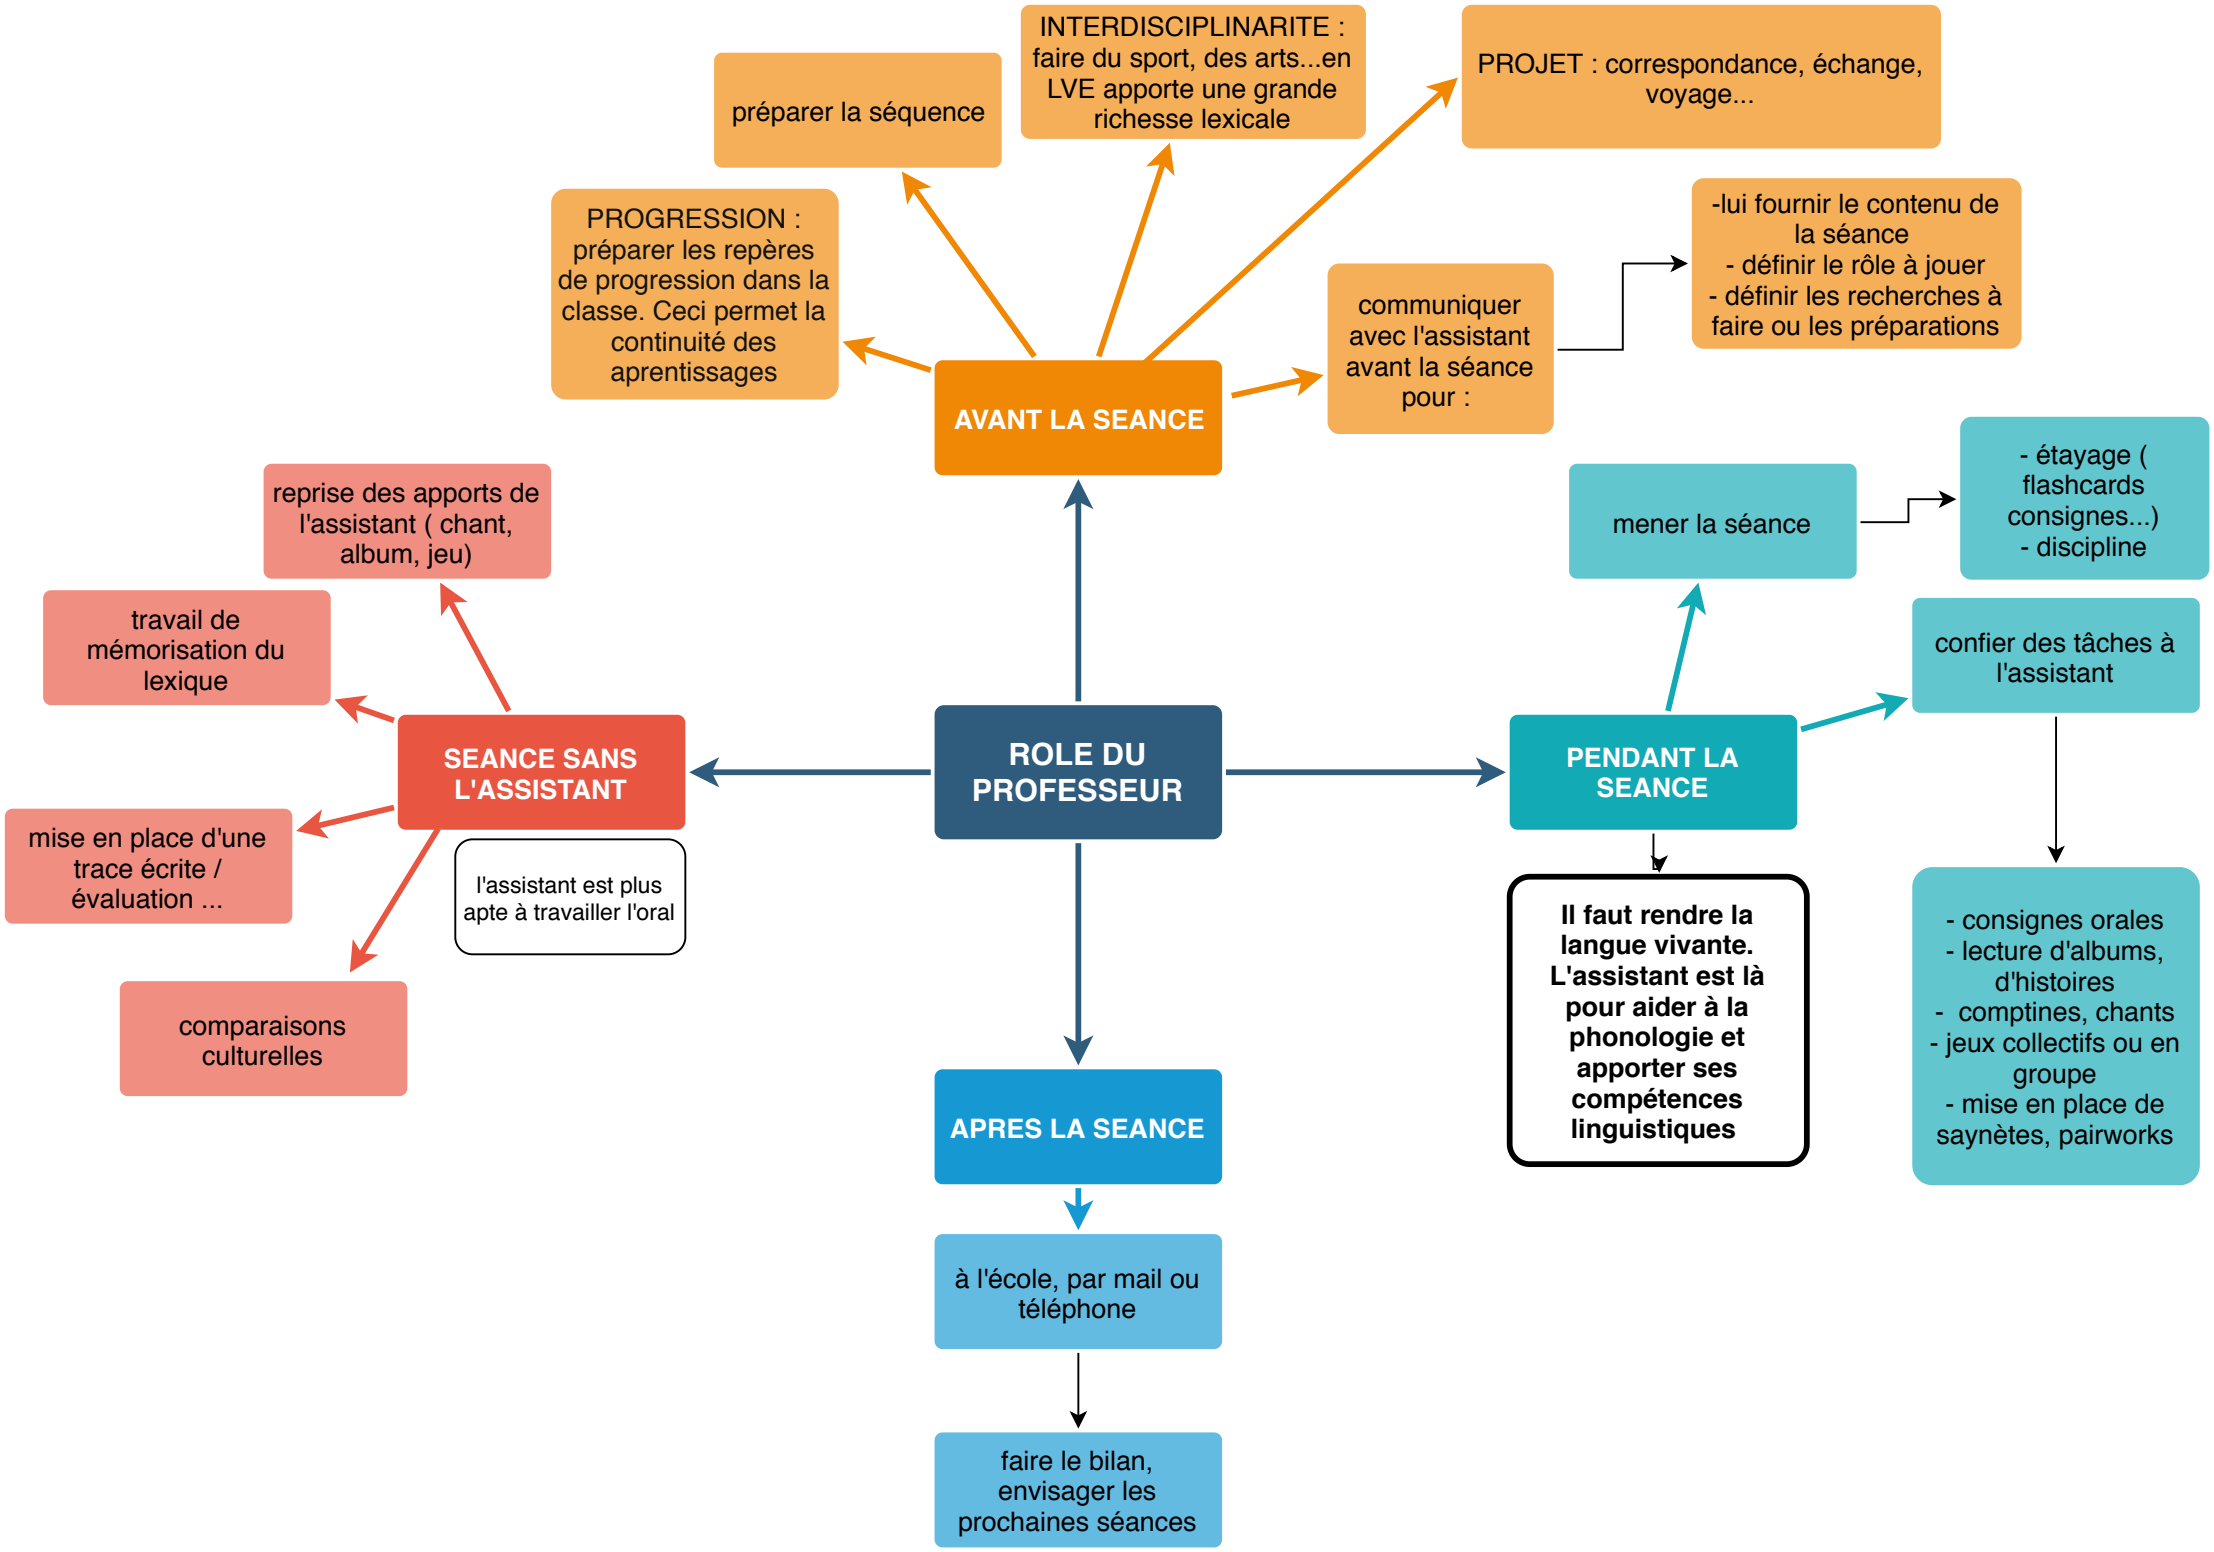 INTERDISCIPLINARITE :
faire du sport, des arts...en
LVE apporte une grande
richesse lexicale
PROJET : correspondance, échange,
voyage...
préparer la séquence
PROGRESSION :
préparer les repères
de progression dans la
classe. Ceci permet la
continuité des
aprentissages
-lui fournir le contenu de
la séance
- définir le rôle à jouer
- définir les recherches à
faire ou les préparations
communiquer
avec l'assistant
avant la séance
pour :
AVANT LA SEANCE
reprise des apports de
l'assistant ( chant,
album, jeu)
mener la séance
- étayage (
flashcards
consignes...)
- discipline
travail de
mémorisation du
lexique
confier des tâches à
l'assistant
SEANCE SANS
L'ASSISTANT
ROLE DU
PROFESSEUR
PENDANT LA
SEANCE
mise en place d'une
trace écrite /
évaluation ...
l'assistant est plus
apte à travailler l'oral
Il faut rendre la
langue vivante.
L'assistant est là
pour aider à la
phonologie et
apporter ses
compétences
linguistiques
- consignes orales
- lecture d'albums,
d'histoires
-  comptines, chants
- jeux collectifs ou en
groupe
- mise en place de
saynètes, pairworks
comparaisons
culturelles
APRES LA SEANCE
à l'école, par mail ou
téléphone
faire le bilan,
envisager les
prochaines séances